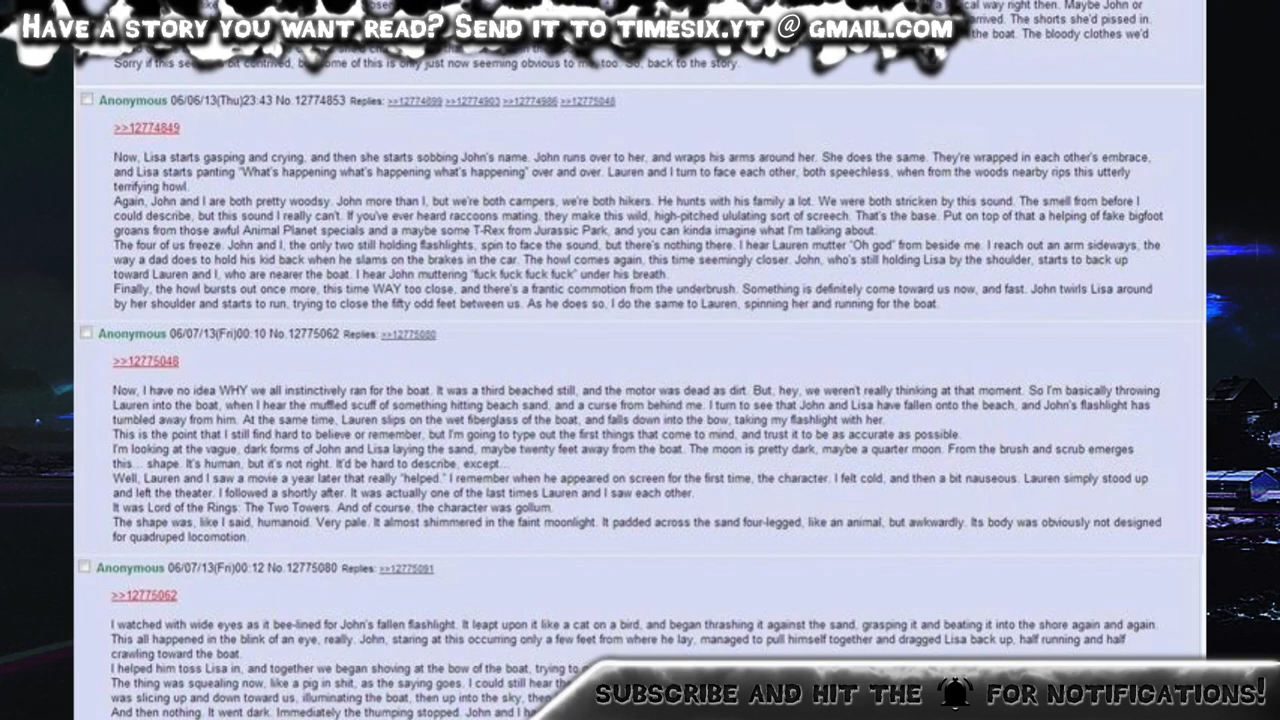 HAVE A STORY YOU WANT READ? SEND IT TO TIMESIX.YT @ GMAIL.COM
cal way right then. Maybe John or
arrived. The shorts she'd pissed in.
the boat. The bloody clothes we'd
Sorry if this bit contrived, but some of this is only just now seeming obvious to me, too. So, back to the story.
Anonymous 06/06/13(Thu)23:43 No.12774853 Replies: >>12774899 >>12774903 >>12774986 >>12775048
>>12774849
Now, Lisa starts gasping and crying, and then she starts sobbing John's name. John runs over to her, and wraps his arms around her. She does the same. They're wrapped in each other's embrace,
and Lisa starts panting "What's happening what's happening what's happening" over and over. Lauren and I turn to face each other, both speechless, when from the woods nearby rips this utterly
terrifying howl.
Again, John and I are both pretty woodsy. John more than I, but we're both campers, we're both hikers. He hunts with his family a lot. We were both stricken by this sound. The smell from before I
could describe, but this sound I really can't. If you've ever heard raccoons mating, they make this wild, high-pitched ululating sort of screech. That's the base. Put on top of that a helping of fake bigfoot
groans from those awful Animal Planet specials and a maybe some T-Rex from Jurassic Park, and you can kinda imagine what I'm talking about.
The four of us freeze. John and I, the only two still holding flashlights, spin to face the sound, but there's nothing there. I hear Lauren mutter "Oh god" from beside me. I reach out an arm sideways, the
way a dad does to hold his kid back when he slams on the brakes in the car. The howl comes again, this time seemingly closer. John, who's still holding Lisa by the shoulder, starts to back up
toward Lauren and I, who are nearer the boat. I hear John muttering "fuck fuck fuck fuck" under his breath.
Finally, the howl bursts out once more, this time WAY too close, and there's a frantic commotion from the underbrush. Something is definitely come toward us now, and fast. John twirls Lisa around
by her shoulder and starts to run, trying to close the fifty odd feet between us. As he does so, I do the same to Lauren, spinning her and running for the boat.
Anonymous 06/07/13(Fri)00:10 No.12775062 Replies: >>12775080
>>12775048
Now, I have no idea WHY we all instinctively ran for the boat. It was a third beached still, and the motor was dead as dirt. But, hey, we weren't really thinking at that moment. So I'm basically throwing
Lauren into the boat, when I hear the muffled scuff of something hitting beach sand, and a curse from behind me. I turn to see that John and Lisa have fallen onto the beach, and John's flashlight has
tumbled away from him. At the same time, Lauren slips on the wet fiberglass of the boat, and falls down into the bow, taking my flashlight with her.
This is the point that I still find hard to believe or remember, but I'm going to type out the first things that come to mind, and trust it to be as accurate as possible.
I'm looking at the vague, dark forms of John and Lisa laying the sand, maybe twenty feet away from the boat. The moon is pretty dark, maybe a quarter moon. From the brush and scrub emerges
this... shape. It's human, but it's not right. It'd be hard to describe, except...
Well, Lauren and I saw a movie a year later that really "helped." I remember when he appeared on screen for the first time, the character. I felt cold, and then a bit nauseous. Lauren simply stood up
and left the theater. I followed a shortly after. It was actually one of the last times Lauren and I saw each other.
It was Lord of the Rings: The Two Towers. And of course, the character was gollum.
The shape was, like I said, humanoid. Very pale. It almost shimmered in the faint moonlight. It padded across the sand four-legged, like an animal, but awkwardly. Its body was obviously not designed
for quadruped locomotion.
Anonymous 06/07/13(Fri)00:12 No.12775080 Replies: >>12775091
>>12775062
I watched with wide eyes as it bee-lined for John's fallen flashlight. It leapt upon it like a cat on a bird, and began thrashing it against the sand, grasping it and beating it into the shore again and again.
This all happened in the blink of an eye, really. John, staring at this occurring only a few feet from where he lay, managed to pull himself together and dragged Lisa back up, half running and half
crawling toward the boat.
I helped him toss Lisa in, and together we began shoving at the bow of the boat, trying to
The thing was squealing now, like a pig in shit, as the saying goes. I could still hear the
was slicing up and down toward us, illuminating the boat, then up into the sky, then
And then nothing. It went dark. Immediately the thumping stopped. John and I
SUBSCRIBE AND HIT THE FOR NOTIFICATIONS!